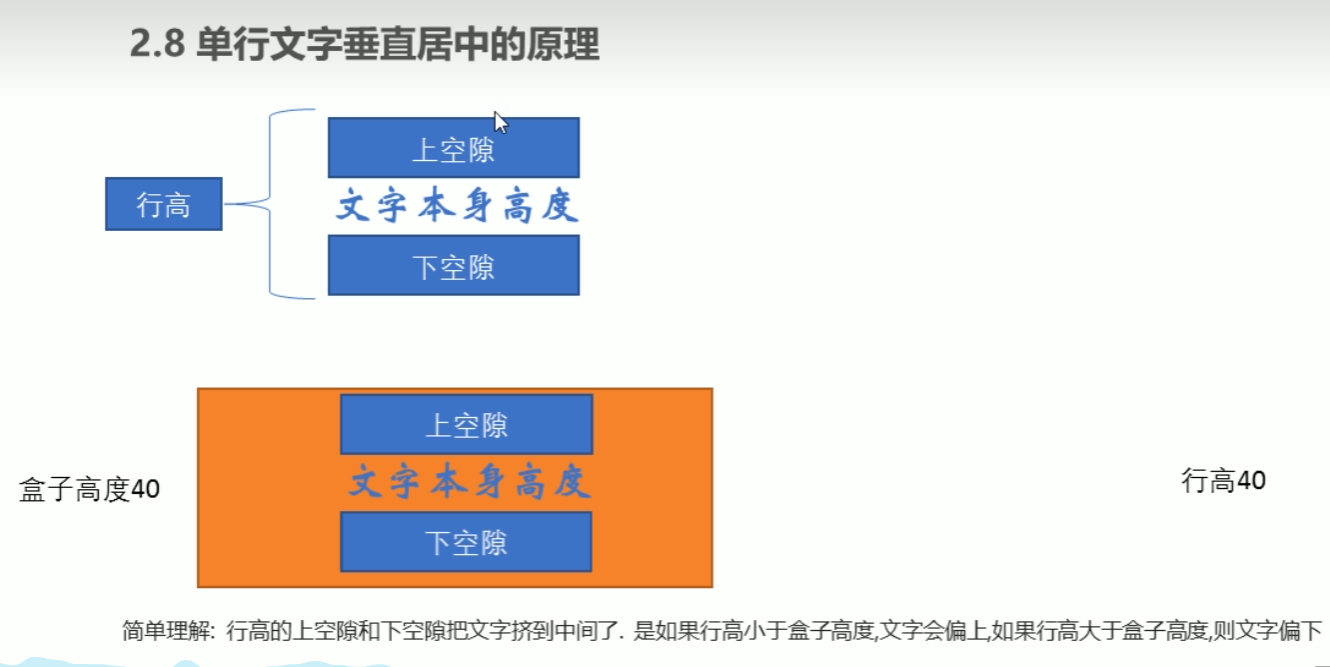 2.8 单行文字垂直居中的原理
上空隙
行高
文字本身高度
下空隙
上空隙
文字本身高度
盒子高度40
行高40
下空隙
简单理解: 行高的上空隙和下空隙把文字挤到中间了. 是如果行高小于盒子高度,文字会偏上,如果行高大于盒子高度,则文字偏下